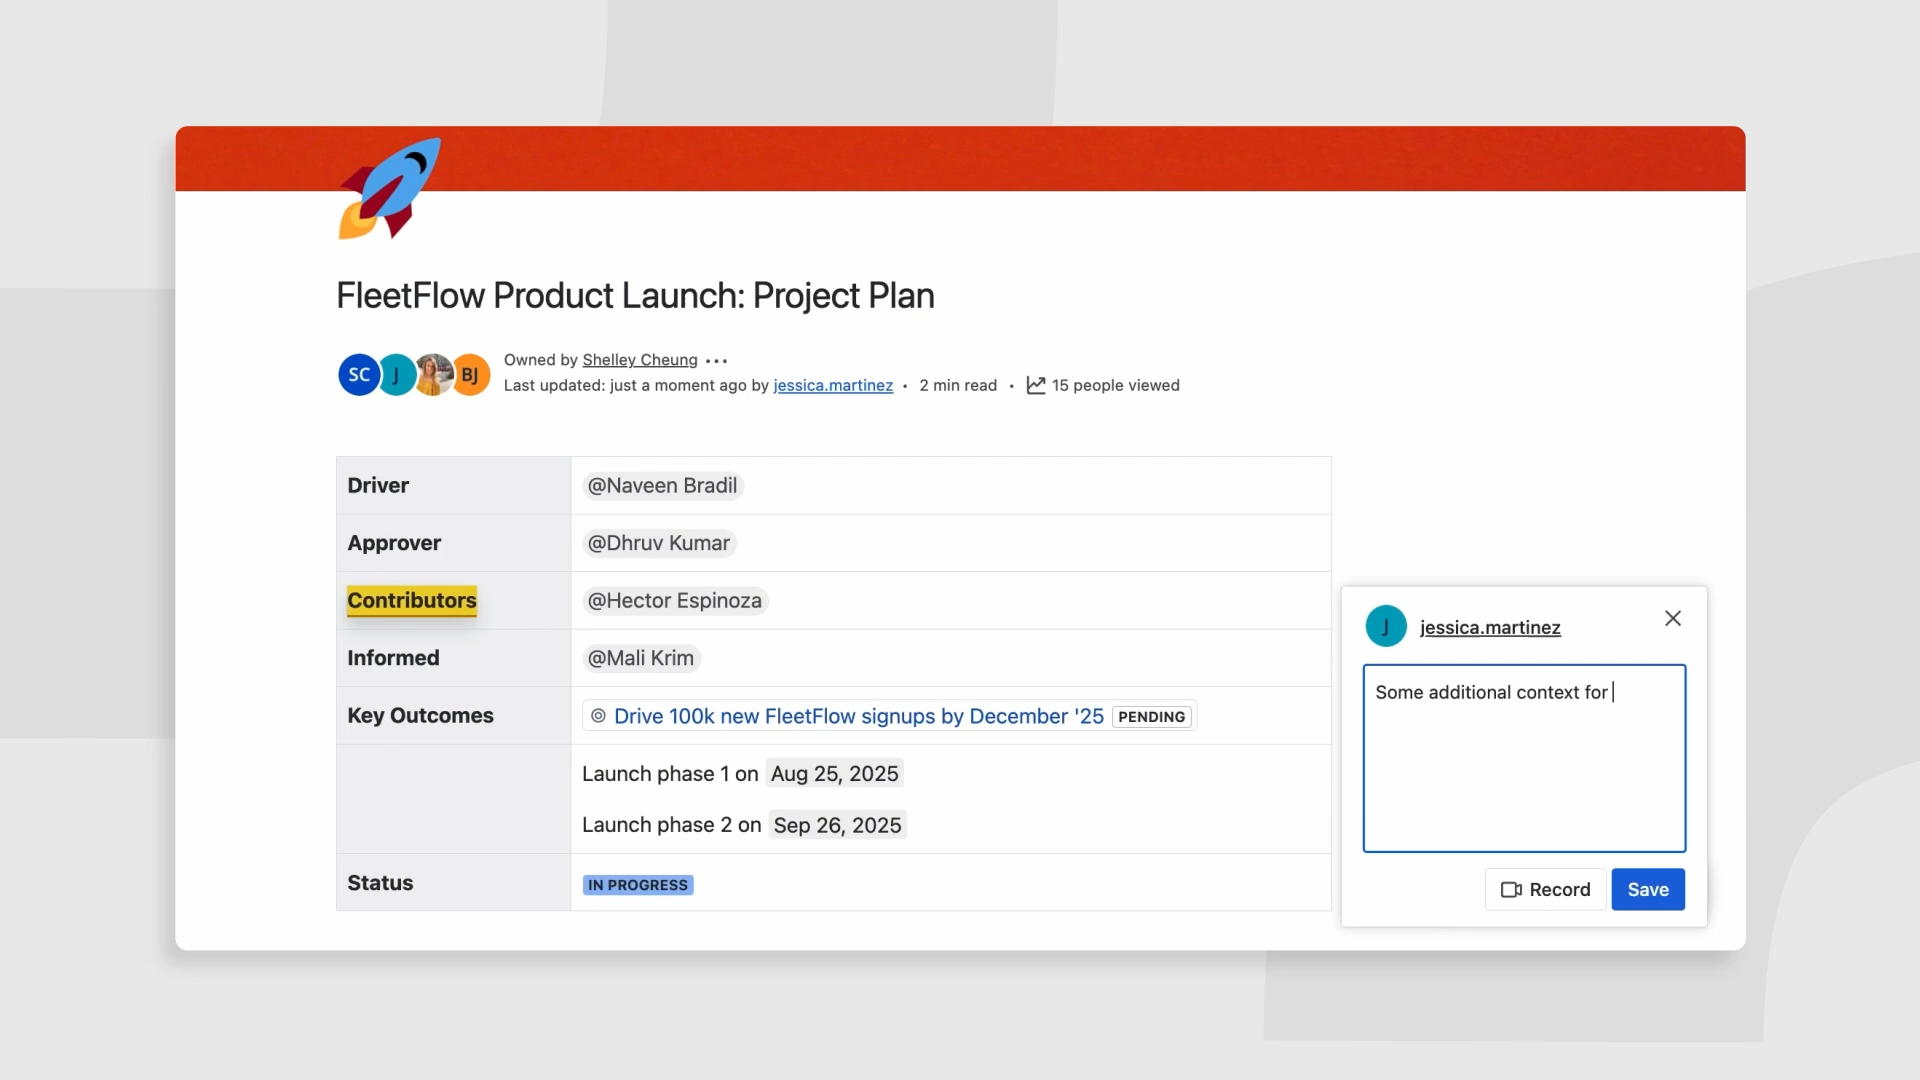 FleetFlow Product Launch: Project Plan
SC J BJ
Owned by Shelley Cheung •••
Last updated: just a moment ago by jessica.martinez • 2 min read • 15 people viewed
Driver @Naveen Bradil
Approver @Dhruv Kumar
Contributors @Hector Espinoza
Informed @Mali Krim
Key Outcomes Drive 100k new FleetFlow signups by December '25 PENDING
Launch phase 1 on Aug 25, 2025
Launch phase 2 on Sep 26, 2025
Status IN PROGRESS
J jessica.martinez
Some additional context for
Record Save